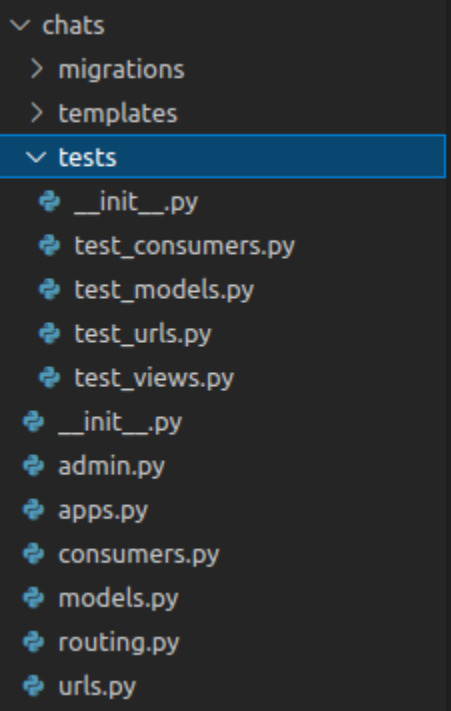 chats
migrations
templates
tests
__init__.py
test_consumers.py
test_models.py
test_urls.py
test_views.py
__init__.py
admin.py
apps.py
consumers.py
models.py
routing.py
urls.py